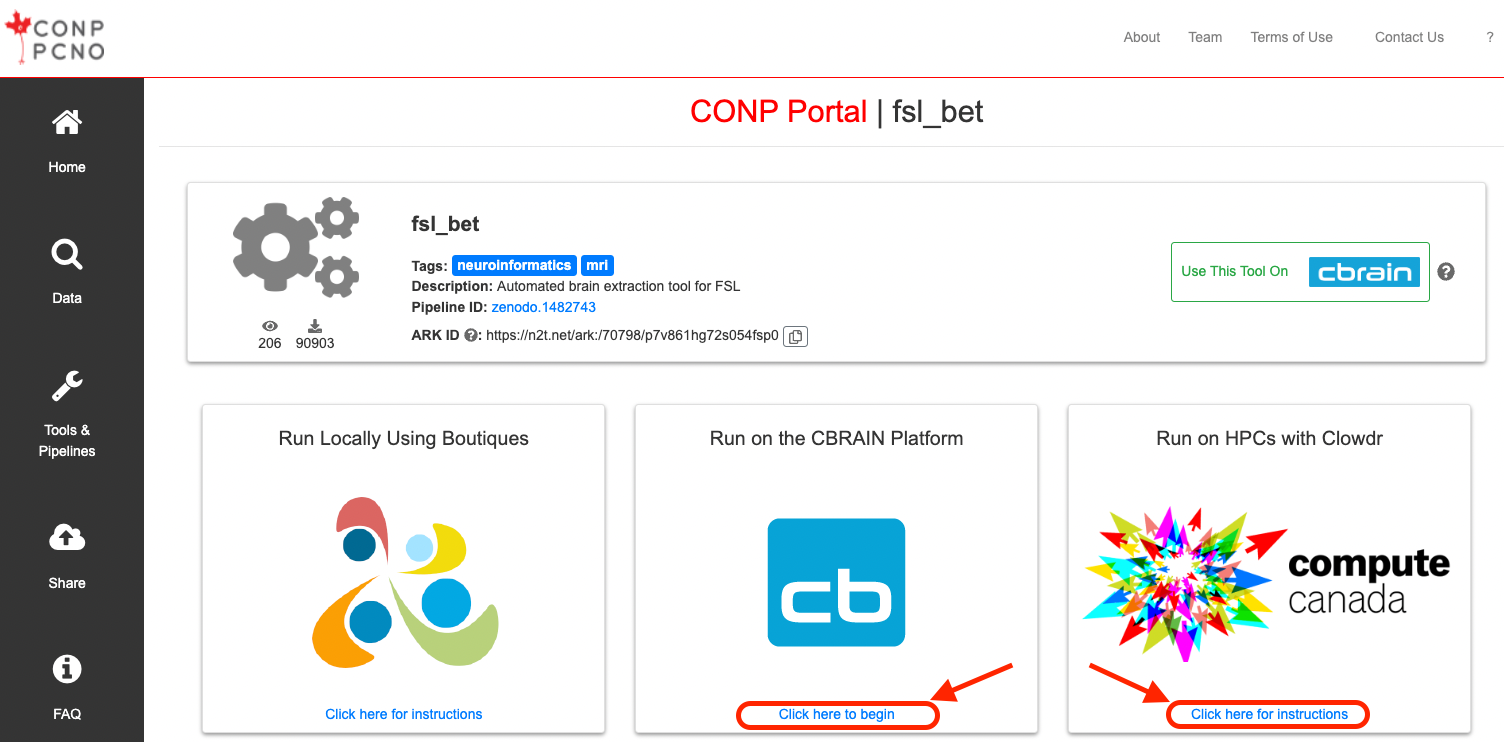 CONP
PCNO
About Team Terms of Use Contact Us ?
Home
Data
Tools &
Pipelines
Share
FAQ
CONP Portal | fsl_bet
fsl_bet
Tags: neuroinformatics mri
Description: Automated brain extraction tool for FSL
Pipeline ID: zenodo.1482743
ARK ID ?: https://n2t.net/ark:/70798/p7v861hg72s054fsp0
206 90903
Use This Tool On cbrain ?
Run Locally Using Boutiques
Click here for instructions
Run on the CBRAIN Platform
cb
Click here to begin
Run on HPCs with Clowdr
compute
canada
Click here for instructions